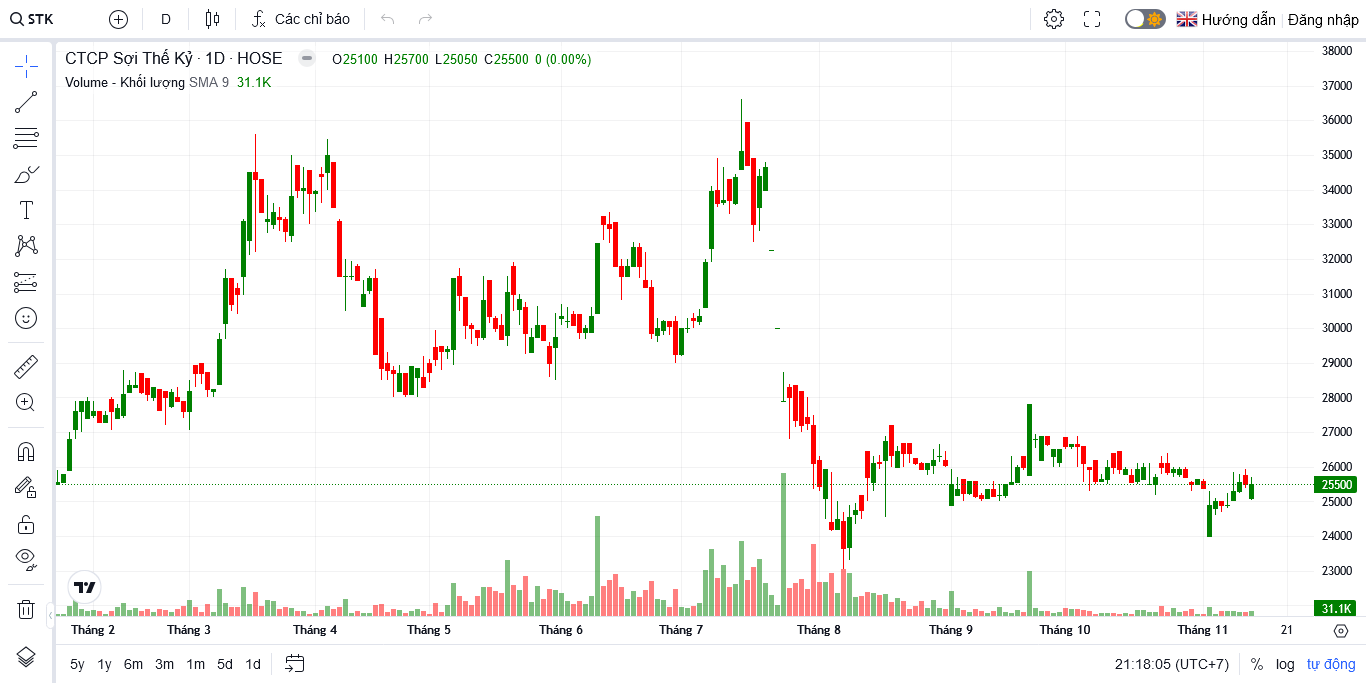 STK D Các chỉ báo Hướng dẫn Đăng nhập
CTCP Sợi Thế Kỷ · 1D · HOSE O25100 H25700 L25050 C25500 0 (0.00%)
Volume - Khối lượng SMA 9 31.1K
38000
37000
36000
35000
34000
33000
32000
31000
30000
29000
28000
27000
26000
25500
25000
24000
23000
31.1K
Tháng 2 Tháng 3 Tháng 4 Tháng 5 Tháng 6 Tháng 7 Tháng 8 Tháng 9 Tháng 10 Tháng 11 21
5y 1y 6m 3m 1m 5d 1d 21:18:05 (UTC+7) % log tự động